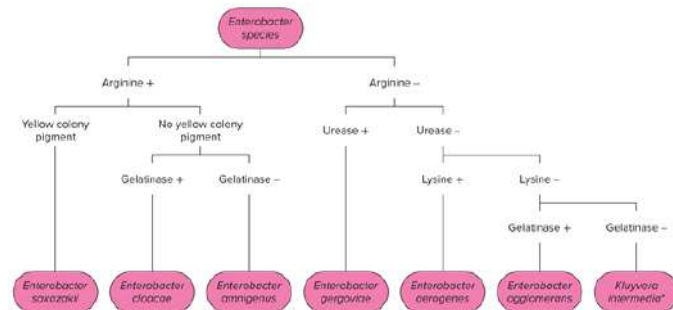 Enterobacter
species
Arginine +
Arginine –
Yellow colony
pigment
No yellow colony
pigment
Urease +
Urease –
Gelatinase +
Gelatinase –
Lysine +
Lysine –
Gelatinase +
Gelatinase –
Enterobacter
sakazakii
Enterobacter
cloacae
Enterobacter
amnigenus
Enterobacter
gergoviae
Enterobacter
aerogenes
Enterobacter
agglomerans
Kluyvera
intermedia*